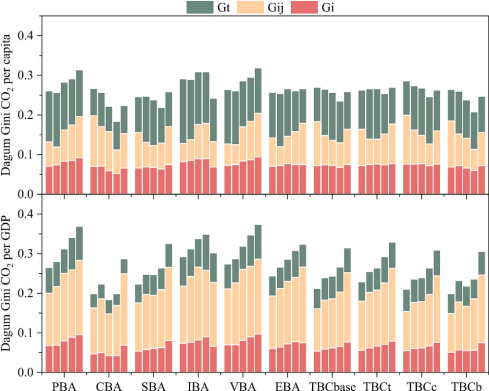 Gt Gij Gi
Dagum Gini CO₂ per capita
0.4
0.3
0.2
0.1
0.0
Dagum Gini CO₂ per GDP
0.4
0.3
0.2
0.1
0.0
PBA CBA SBA IBA VBA EBA TBCbase TBCt TBCc TBCb